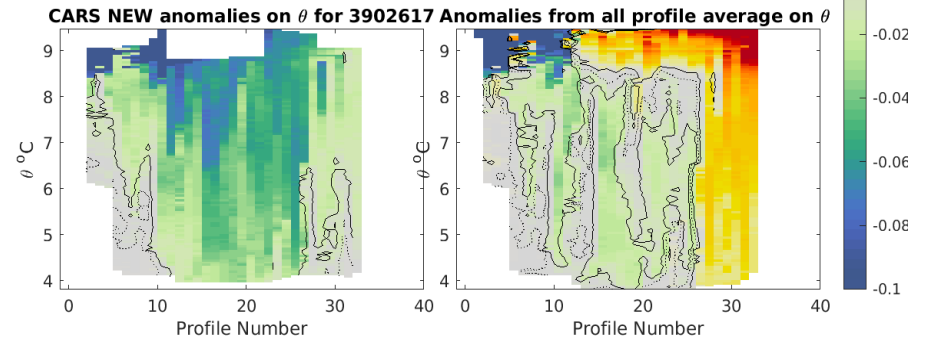 CARS NEW anomalies on θ for 3902617 Anomalies from all profile average on θ
9
8
7
6
5
4
θ °C
0 10 20 30 40
Profile Number
9
8
7
6
5
4
θ °C
0 10 20 30 40
Profile Number
-0.02
-0.04
-0.06
-0.08
-0.1